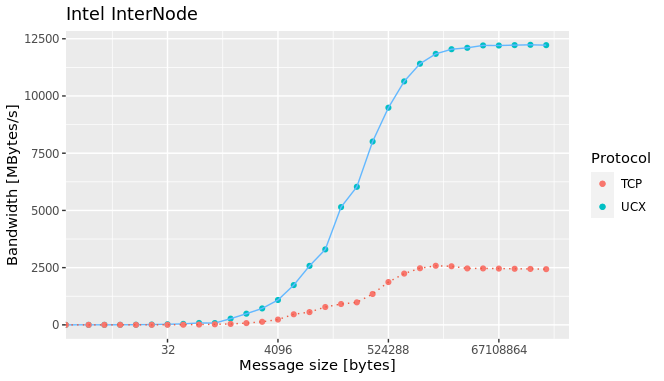 Intel InterNode
12500
10000
7500
5000
2500
0
Bandwidth [MBytes/s]
32
4096
524288
67108864
Message size [bytes]
Protocol
TCP
UCX